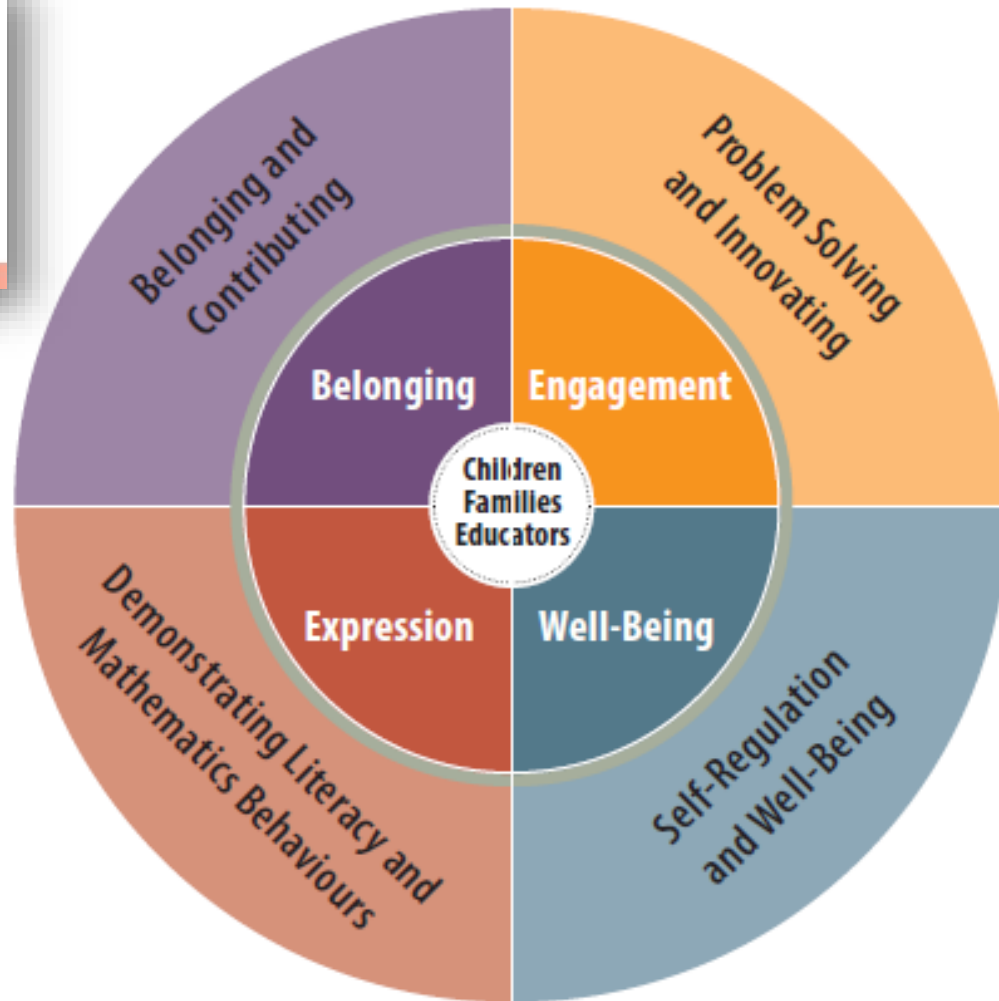 Belonging and
Contributing
Problem Solving
and Innovating
Belonging
Engagement
Children
Families
Educators
Expression
Well-Being
Demonstrating Literacy and
Mathematics Behaviours
Self-Regulation
and Well-Being